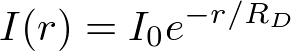 I(r) = I_0 e^{-r/R_D}